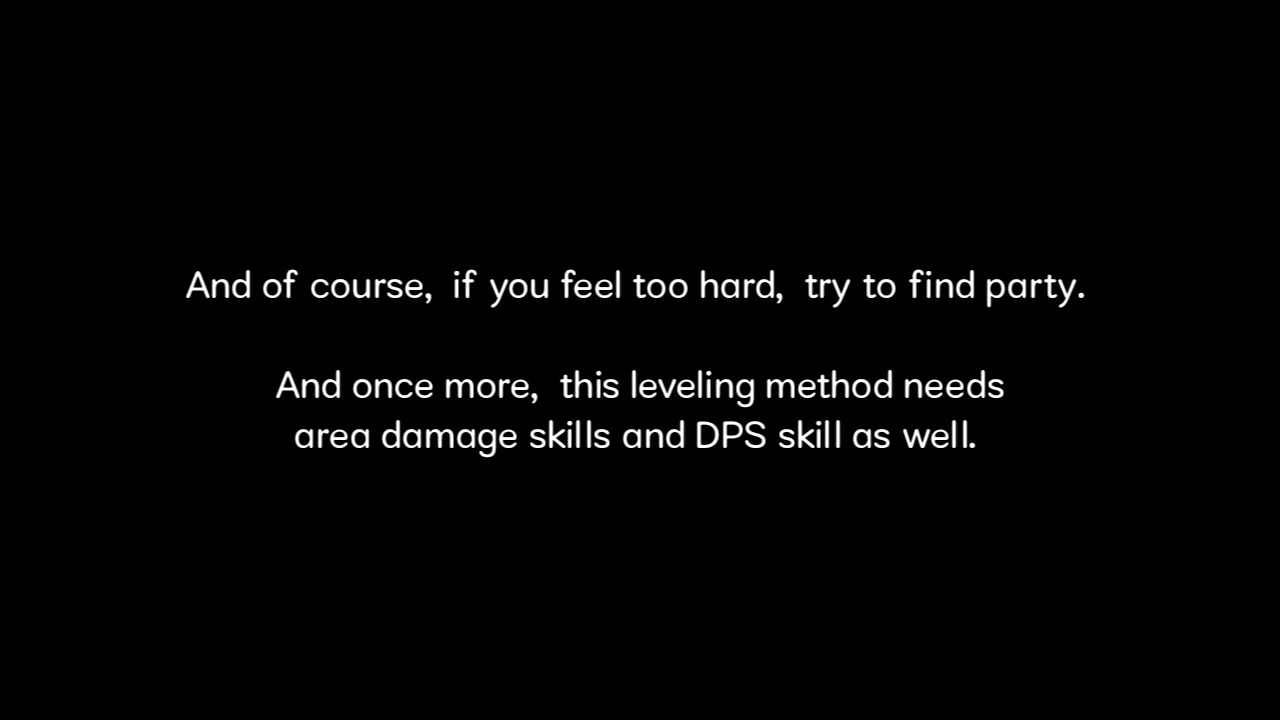 And of course, if you feel too hard, try to find party.
And once more, this leveling method needs
area damage skills and DPS skill as well.